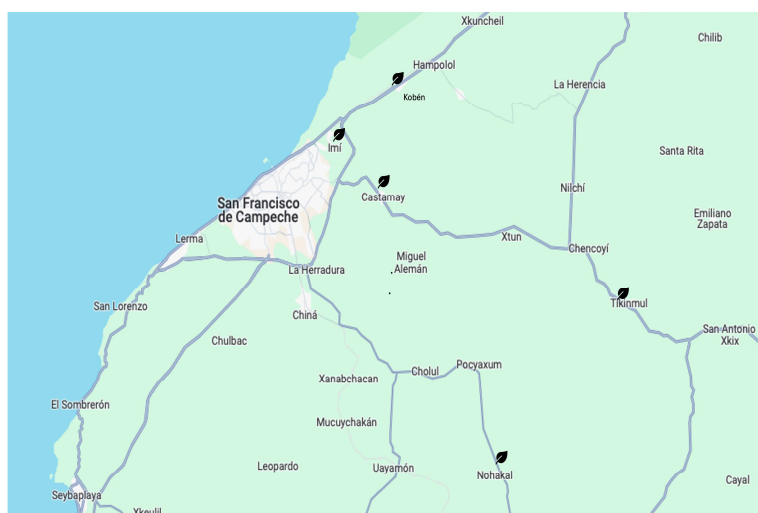 Xkuncheil
Chilib
Hampolol
La Herencia
Kobén
Imí
Santa Rita
Castamay
Nilchí
San Francisco
de Campeche
Emiliano
Zapata
Lerma
Xtun
Chencoyí
Miguel
Alemán
La Herradura
Tikinmul
San Lorenzo
Chiná
San Antonio
Xkix
Chulbac
Cholul
Pocyaxum
Xanabchacan
El Sombrerón
Mucuychakán
Leopardo
Uayamón
Nohakal
Cayal
Seybaplaya
Xkeulil